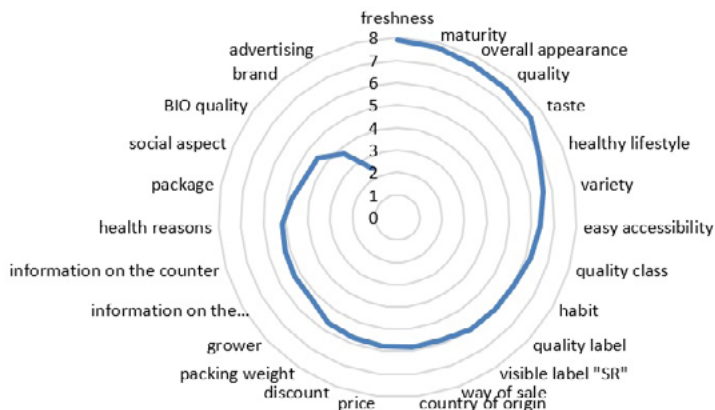 freshness
maturity
overall appearance
quality
taste
healthy lifestyle
variety
easy accessibility
quality class
habit
quality label
visible label "SR"
way of sale
country of origin
price
discount
packing weight
grower
information on the...
information on the counter
health reasons
package
social aspect
BIO quality
brand
advertising
8
7
6
5
4
3
2
1
0